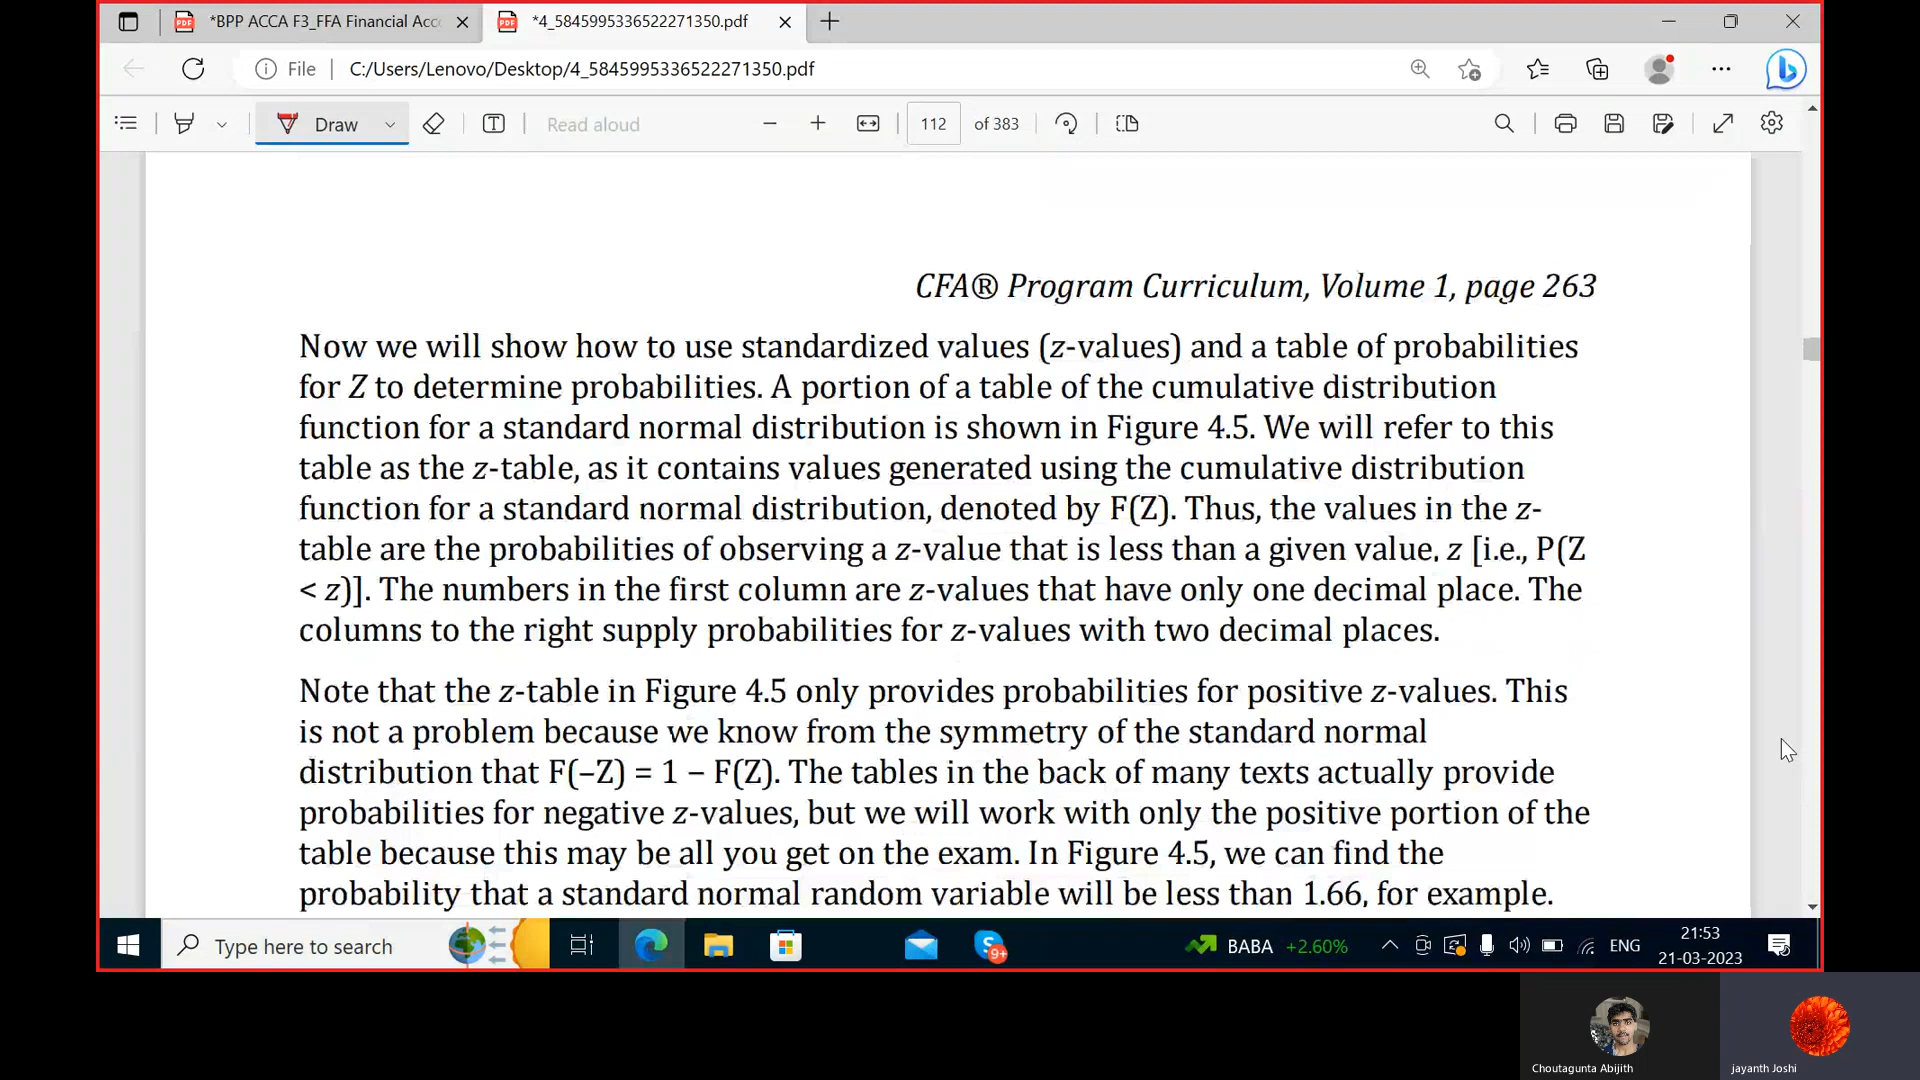 *BPP ACCA F3_FFA Financial Acc
*4_5845995336522271350.pdf
File
C:/Users/Lenovo/Desktop/4_5845995336522271350.pdf
Draw
Read aloud
112 of 383
CFA® Program Curriculum, Volume 1, page 263
Now we will show how to use standardized values (z-values) and a table of probabilities
for Z to determine probabilities. A portion of a table of the cumulative distribution
function for a standard normal distribution is shown in Figure 4.5. We will refer to this
table as the z-table, as it contains values generated using the cumulative distribution
function for a standard normal distribution, denoted by F(Z). Thus, the values in the z-
table are the probabilities of observing a z-value that is less than a given value, z [i.e., P(Z
< z)]. The numbers in the first column are z-values that have only one decimal place. The
columns to the right supply probabilities for z-values with two decimal places.
Note that the z-table in Figure 4.5 only provides probabilities for positive z-values. This
is not a problem because we know from the symmetry of the standard normal
distribution that F(–Z) = 1 – F(Z). The tables in the back of many texts actually provide
probabilities for negative z-values, but we will work with only the positive portion of the
table because this may be all you get on the exam. In Figure 4.5, we can find the
probability that a standard normal random variable will be less than 1.66, for example.
Type here to search
9+
BABA +2.60%
ENG
21:53
21-03-2023
Choutagunta Abijith
jayanth Joshi